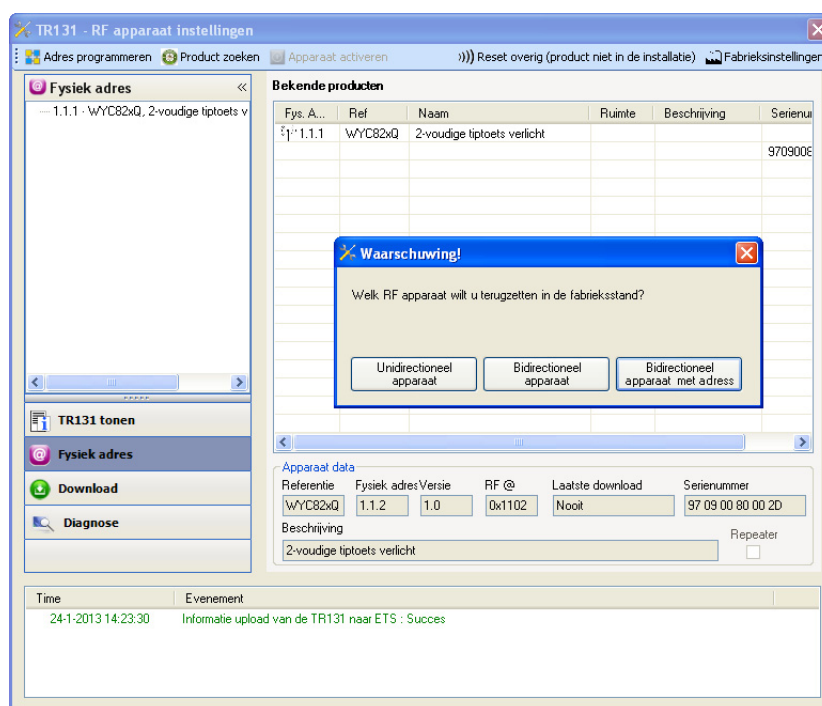 TR131 - RF apparaat instellingen
Adres programmeren Product zoeken Apparaat activeren ))) Reset overig (product niet in de installatie) Fabrieksinstellingen
Fysiek adres «
1.1.1 - WYC82xQ, 2-voudige tiptoets v
TR131 tonen
Fysiek adres
Download
Diagnose
Bekende producten
Fys. A... Ref Naam Ruimte Beschrijving Serienu
1.1.1 WYC82xQ 2-voudige tiptoets verlicht
9709008
Waarschuwing!
Welk RF apparaat wilt u terugzetten in de fabrieksstand?
Unidirectioneel apparaat
Bidirectioneel apparaat
Bidirectioneel apparaat met adress
Apparaat data
Referentie Fysiek adres Versie RF @ Laatste download Serienummer
WYC82xQ 1.1.2 1.0 0x1102 Nooit 97 09 00 80 00 2D
Beschrijving
Repeater
2-voudige tiptoets verlicht
Time Evenement
24-1-2013 14:23:30 Informatie upload van de TR131 naar ETS : Succes